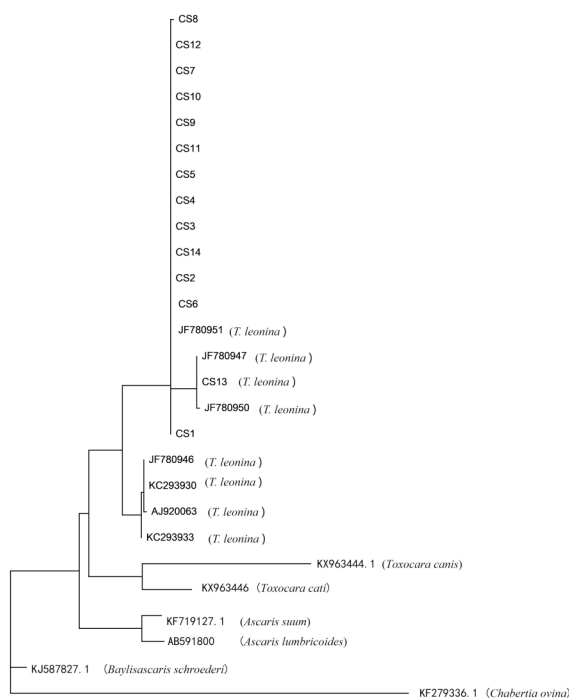 CS8
CS12
CS7
CS10
CS9
CS11
CS5
CS4
CS3
CS14
CS2
CS6
JF780951 (T. leonina)
JF780947 (T. leonina)
CS13 (T. leonina)
JF780950 (T. leonina)
CS1
JF780946 (T. leonina)
KC293930 (T. leonina)
AJ920063 (T. leonina)
KC293933 (T. leonina)
KX963444.1 (Toxocara canis)
KX963446 (Toxocara cati)
KF719127.1 (Ascaris suum)
AB591800 (Ascaris lumbricoides)
KJ587827.1 (Baylisascaris schroederi)
KF279336.1 (Chabertia ovina)